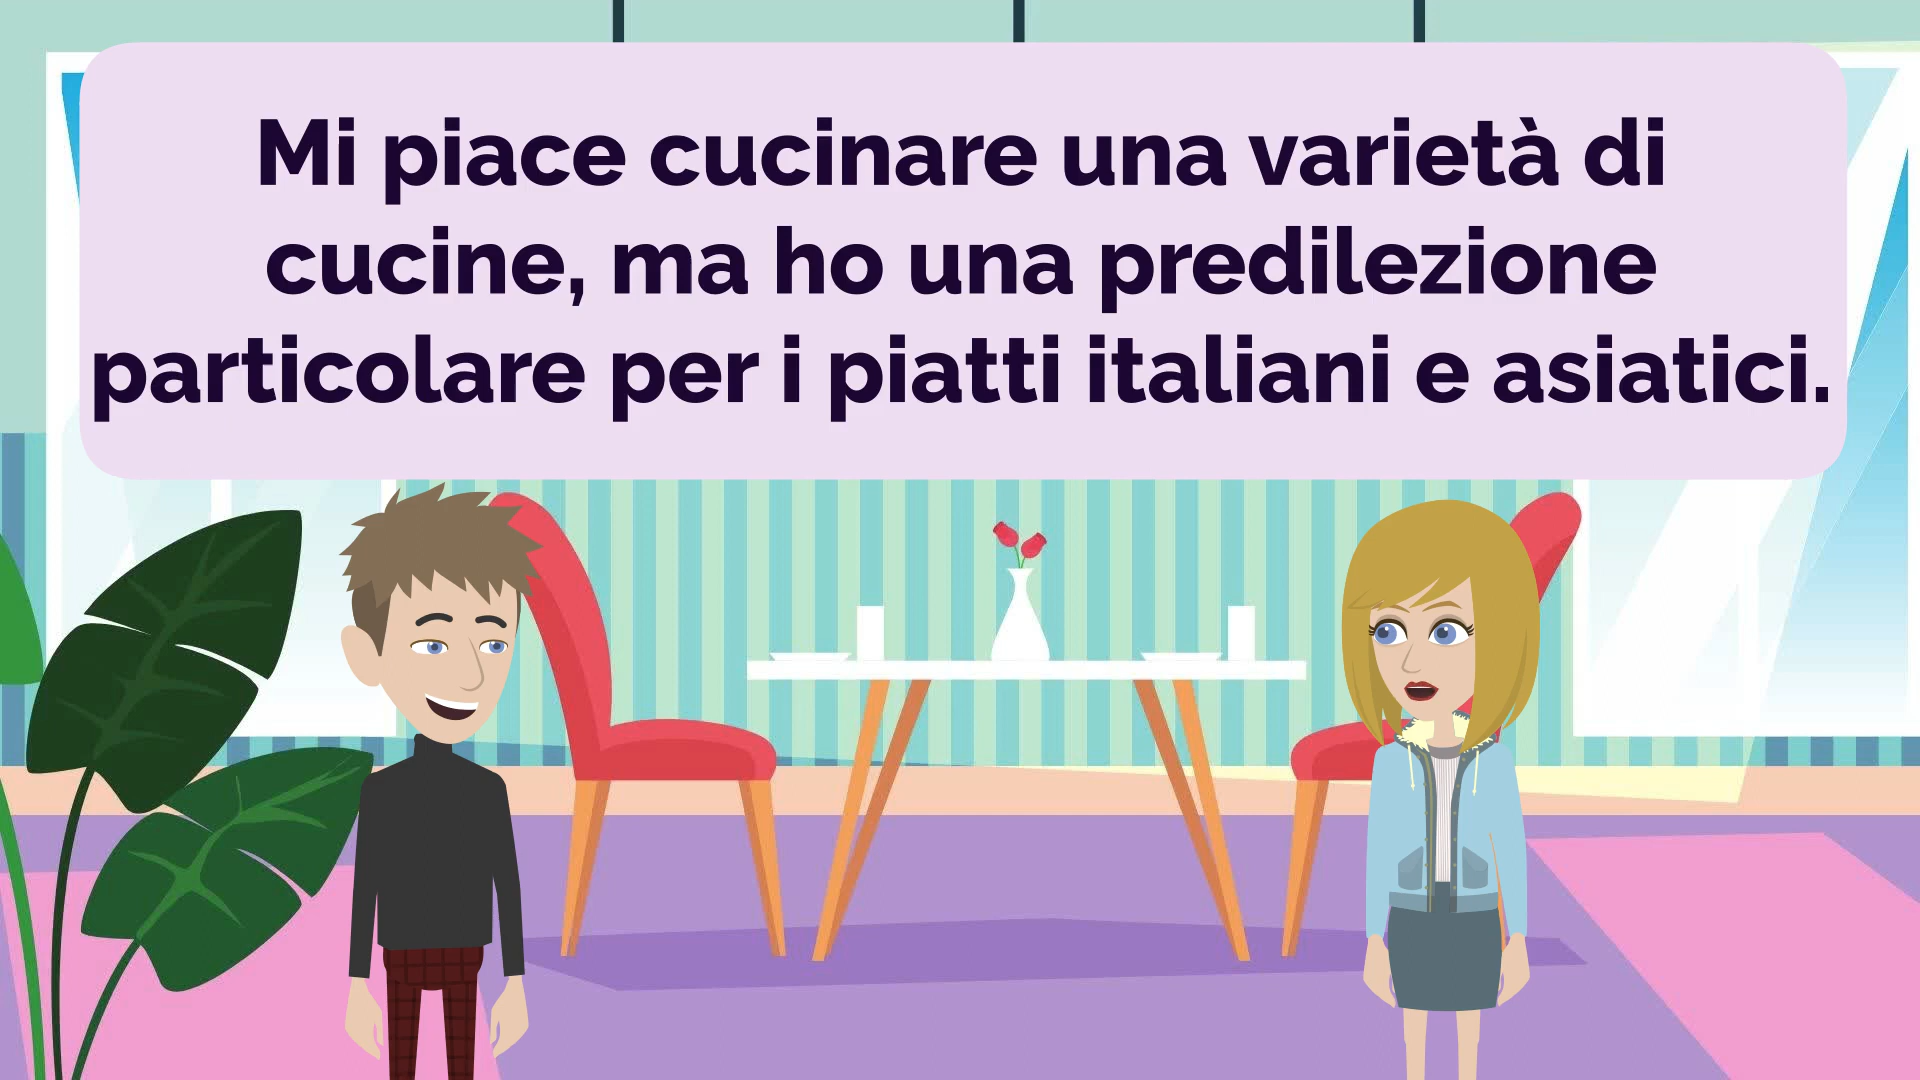 Mi piace cucinare una varietà di
cucine, ma ho una predilezione
particolare per i piatti italiani e asiatici.